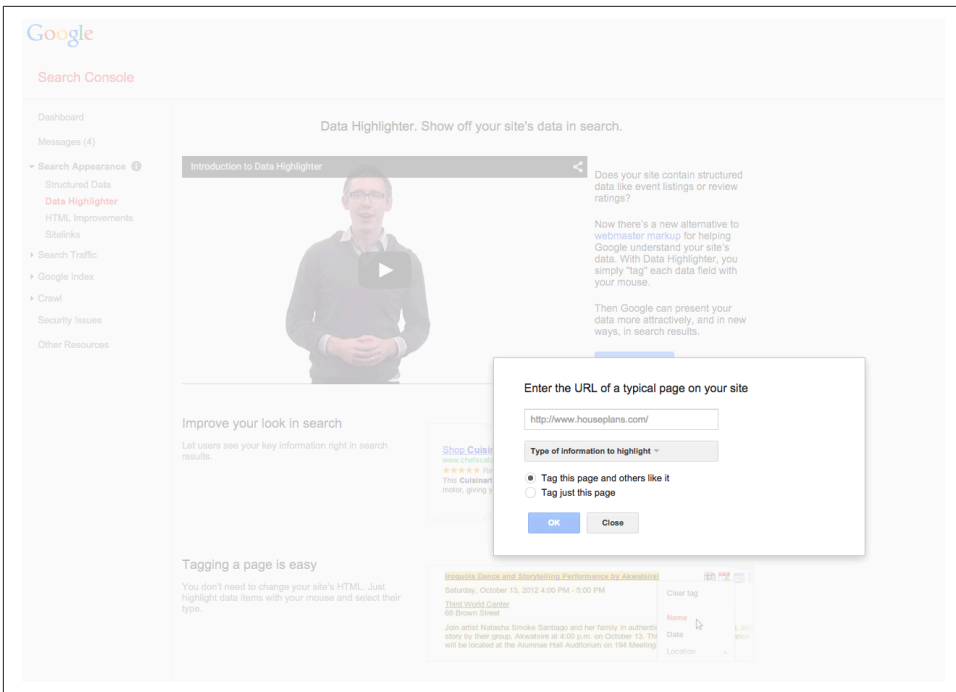 Google
Search Console
Dashboard
Messages (4)
Search Appearance
Structured Data
Data Highlighter
HTML Improvements
Sitelinks
Search Traffic
Google Index
Crawl
Security Issues
Other Resources
Data Highlighter. Show off your site's data in search.
Introduction to Data Highlighter
Does your site contain structured
data like event listings or review
ratings?
Now there's a new alternative to
webmaster markup for helping
Google understand your site's
data. With Data Highlighter, you
simply "tag" each data field with
your mouse.
Then Google can present your
data more attractively, and in new
ways, in search results.
Enter the URL of a typical page on your site
http://www.houseplans.com/
Type of information to highlight
Tag this page and others like it
Tag just this page
OK
Close
Improve your look in search
Let users see your key information right in search
results.
Shop Cuisin
www.chefscata
This Cuisinart
motor, giving y
Tagging a page is easy
You don't need to change your site's HTML. Just
highlight data items with your mouse and select their
type.
Iroquois Dance and Storytelling Performance by Akwatsire!
Saturday, October 13, 2012 4:00 PM - 5:00 PM
Third World Center
68 Brown Street
Join artist Natasha Smoke Santiago and her family in authentic
story by their group, Akwatsire at 4:00 p.m. on October 13. Thi
will be located at the Alumnae Hall Auditorium on 194 Meeting
Clear tag
Name
Date
Location